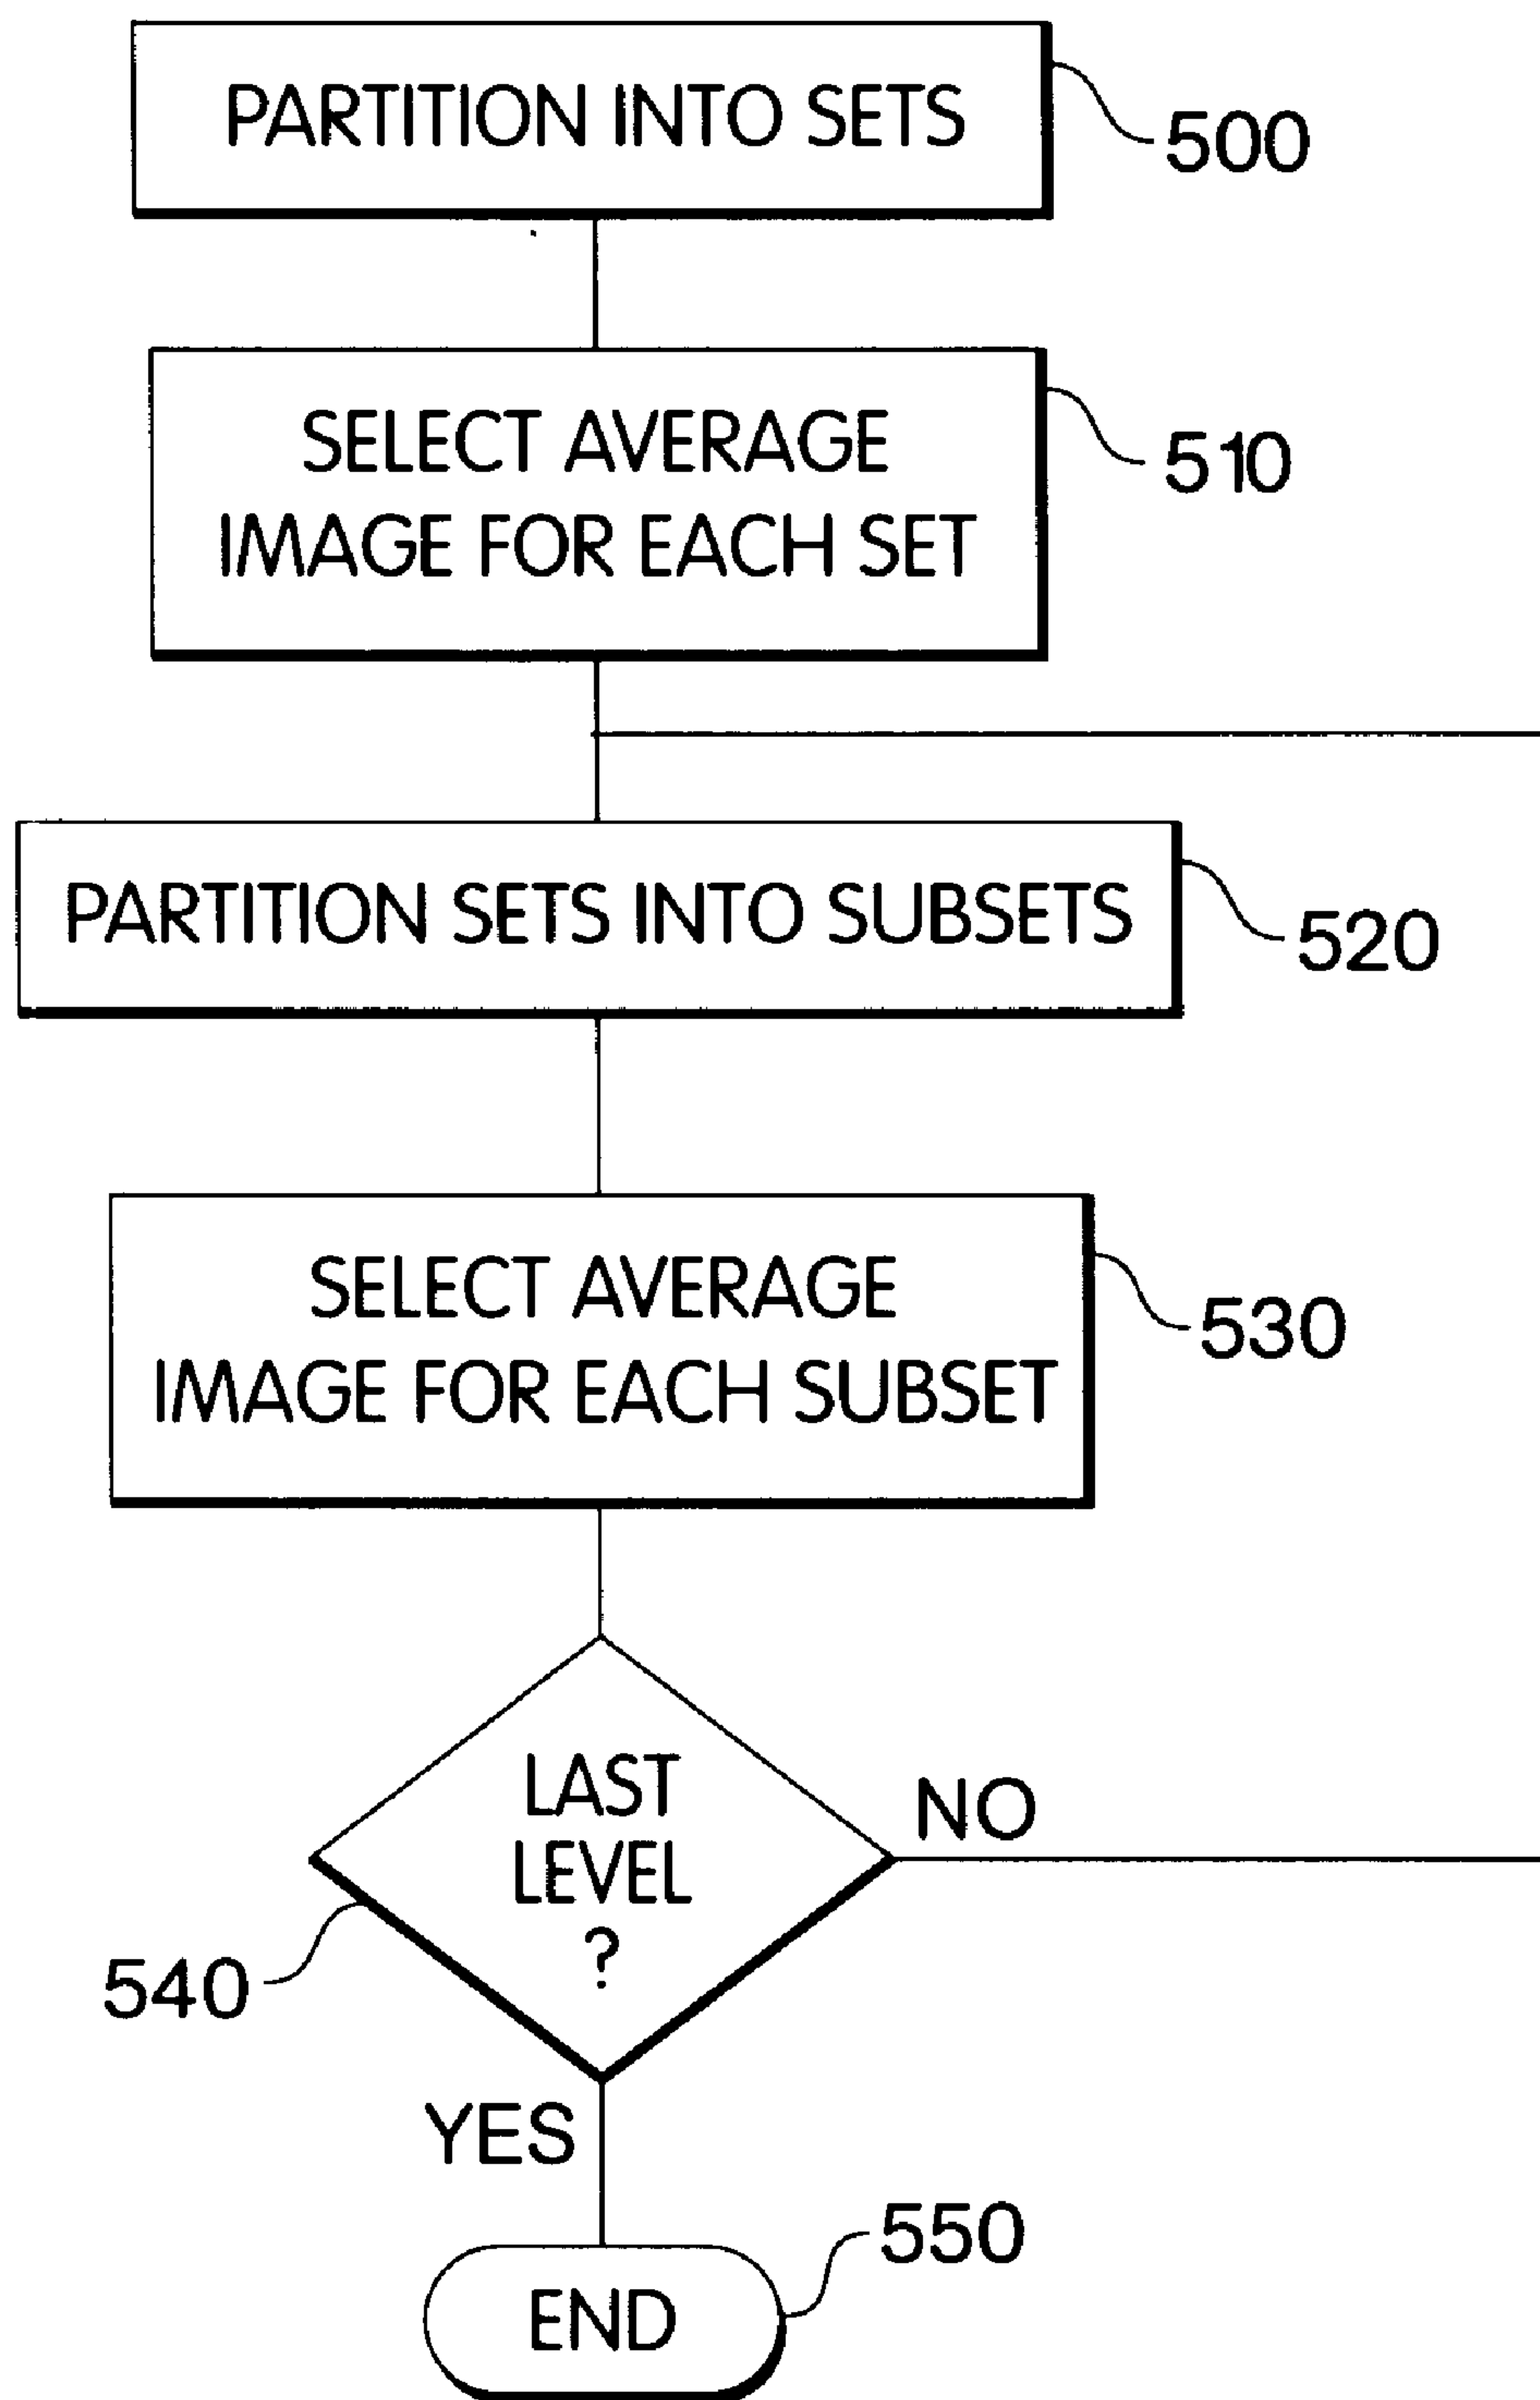 PARTITION INTO SETS
500
SELECT AVERAGE
IMAGE FOR EACH SET
510
PARTITION SETS INTO SUBSETS
520
SELECT AVERAGE
IMAGE FOR EACH SUBSET
530
LAST
LEVEL
?
NO
540
YES
550
END